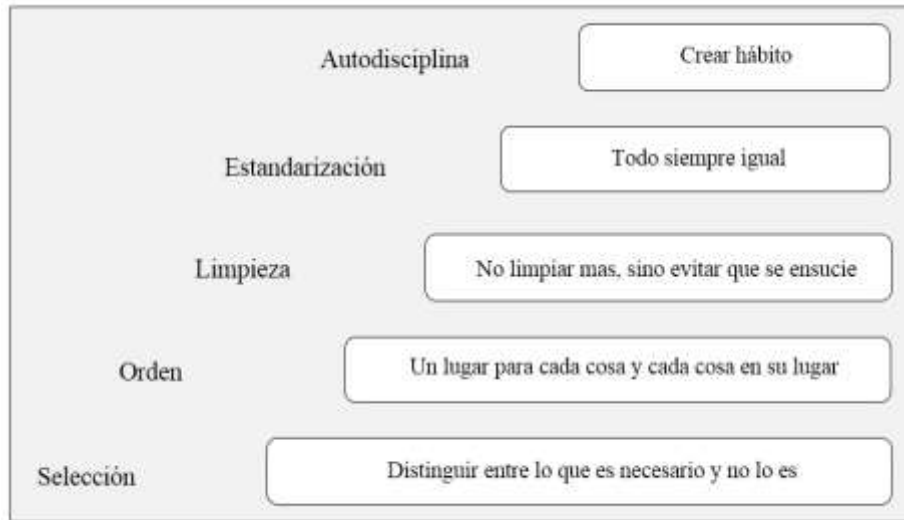 Autodisciplina
Crear hábito
Estandarización
Todo siempre igual
Limpieza
No limpiar mas, sino evitar que se ensucie
Orden
Un lugar para cada cosa y cada cosa en su lugar
Selección
Distinguir entre lo que es necesario y no lo es